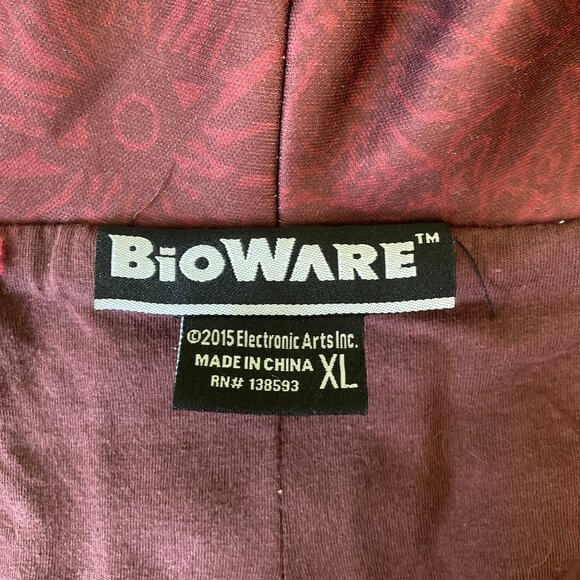 BiOWARE™
©2015 Electronic Arts Inc.
MADE IN CHINA XL
RN# 138593